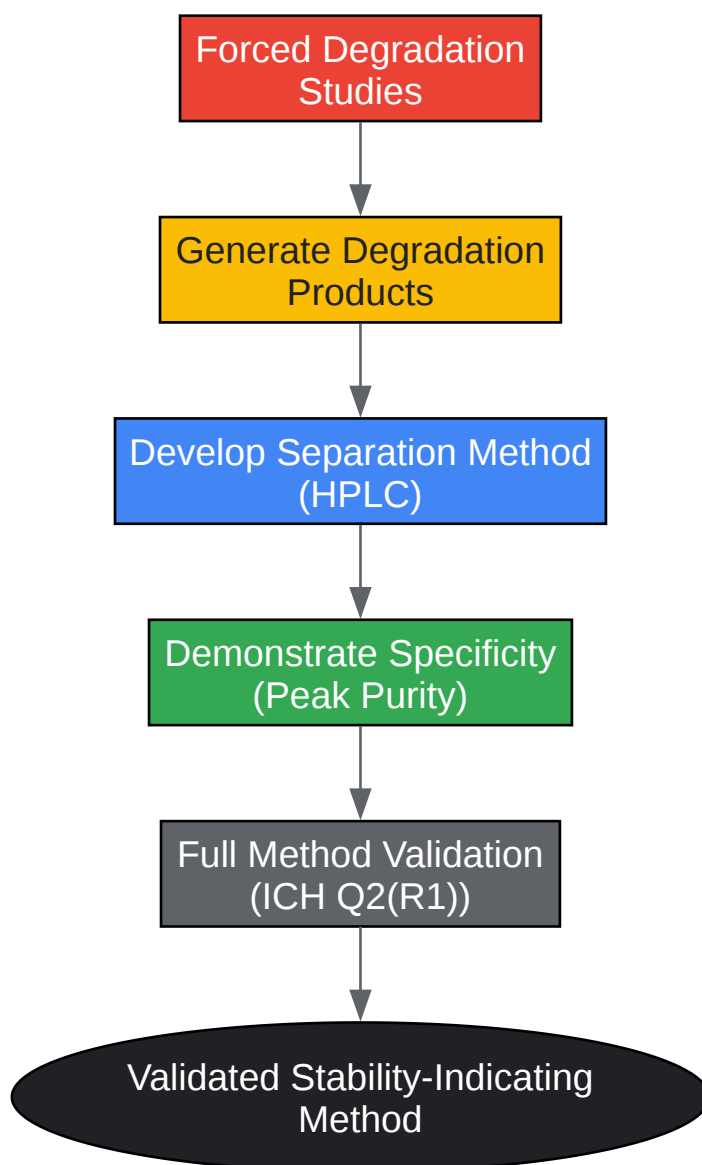 Forced Degradation
Studies
Generate Degradation
Products
Develop Separation Method
(HPLC)
Demonstrate Specificity
(Peak Purity)
Full Method Validation
(ICH Q2(R1))
Validated Stability-Indicating
Method